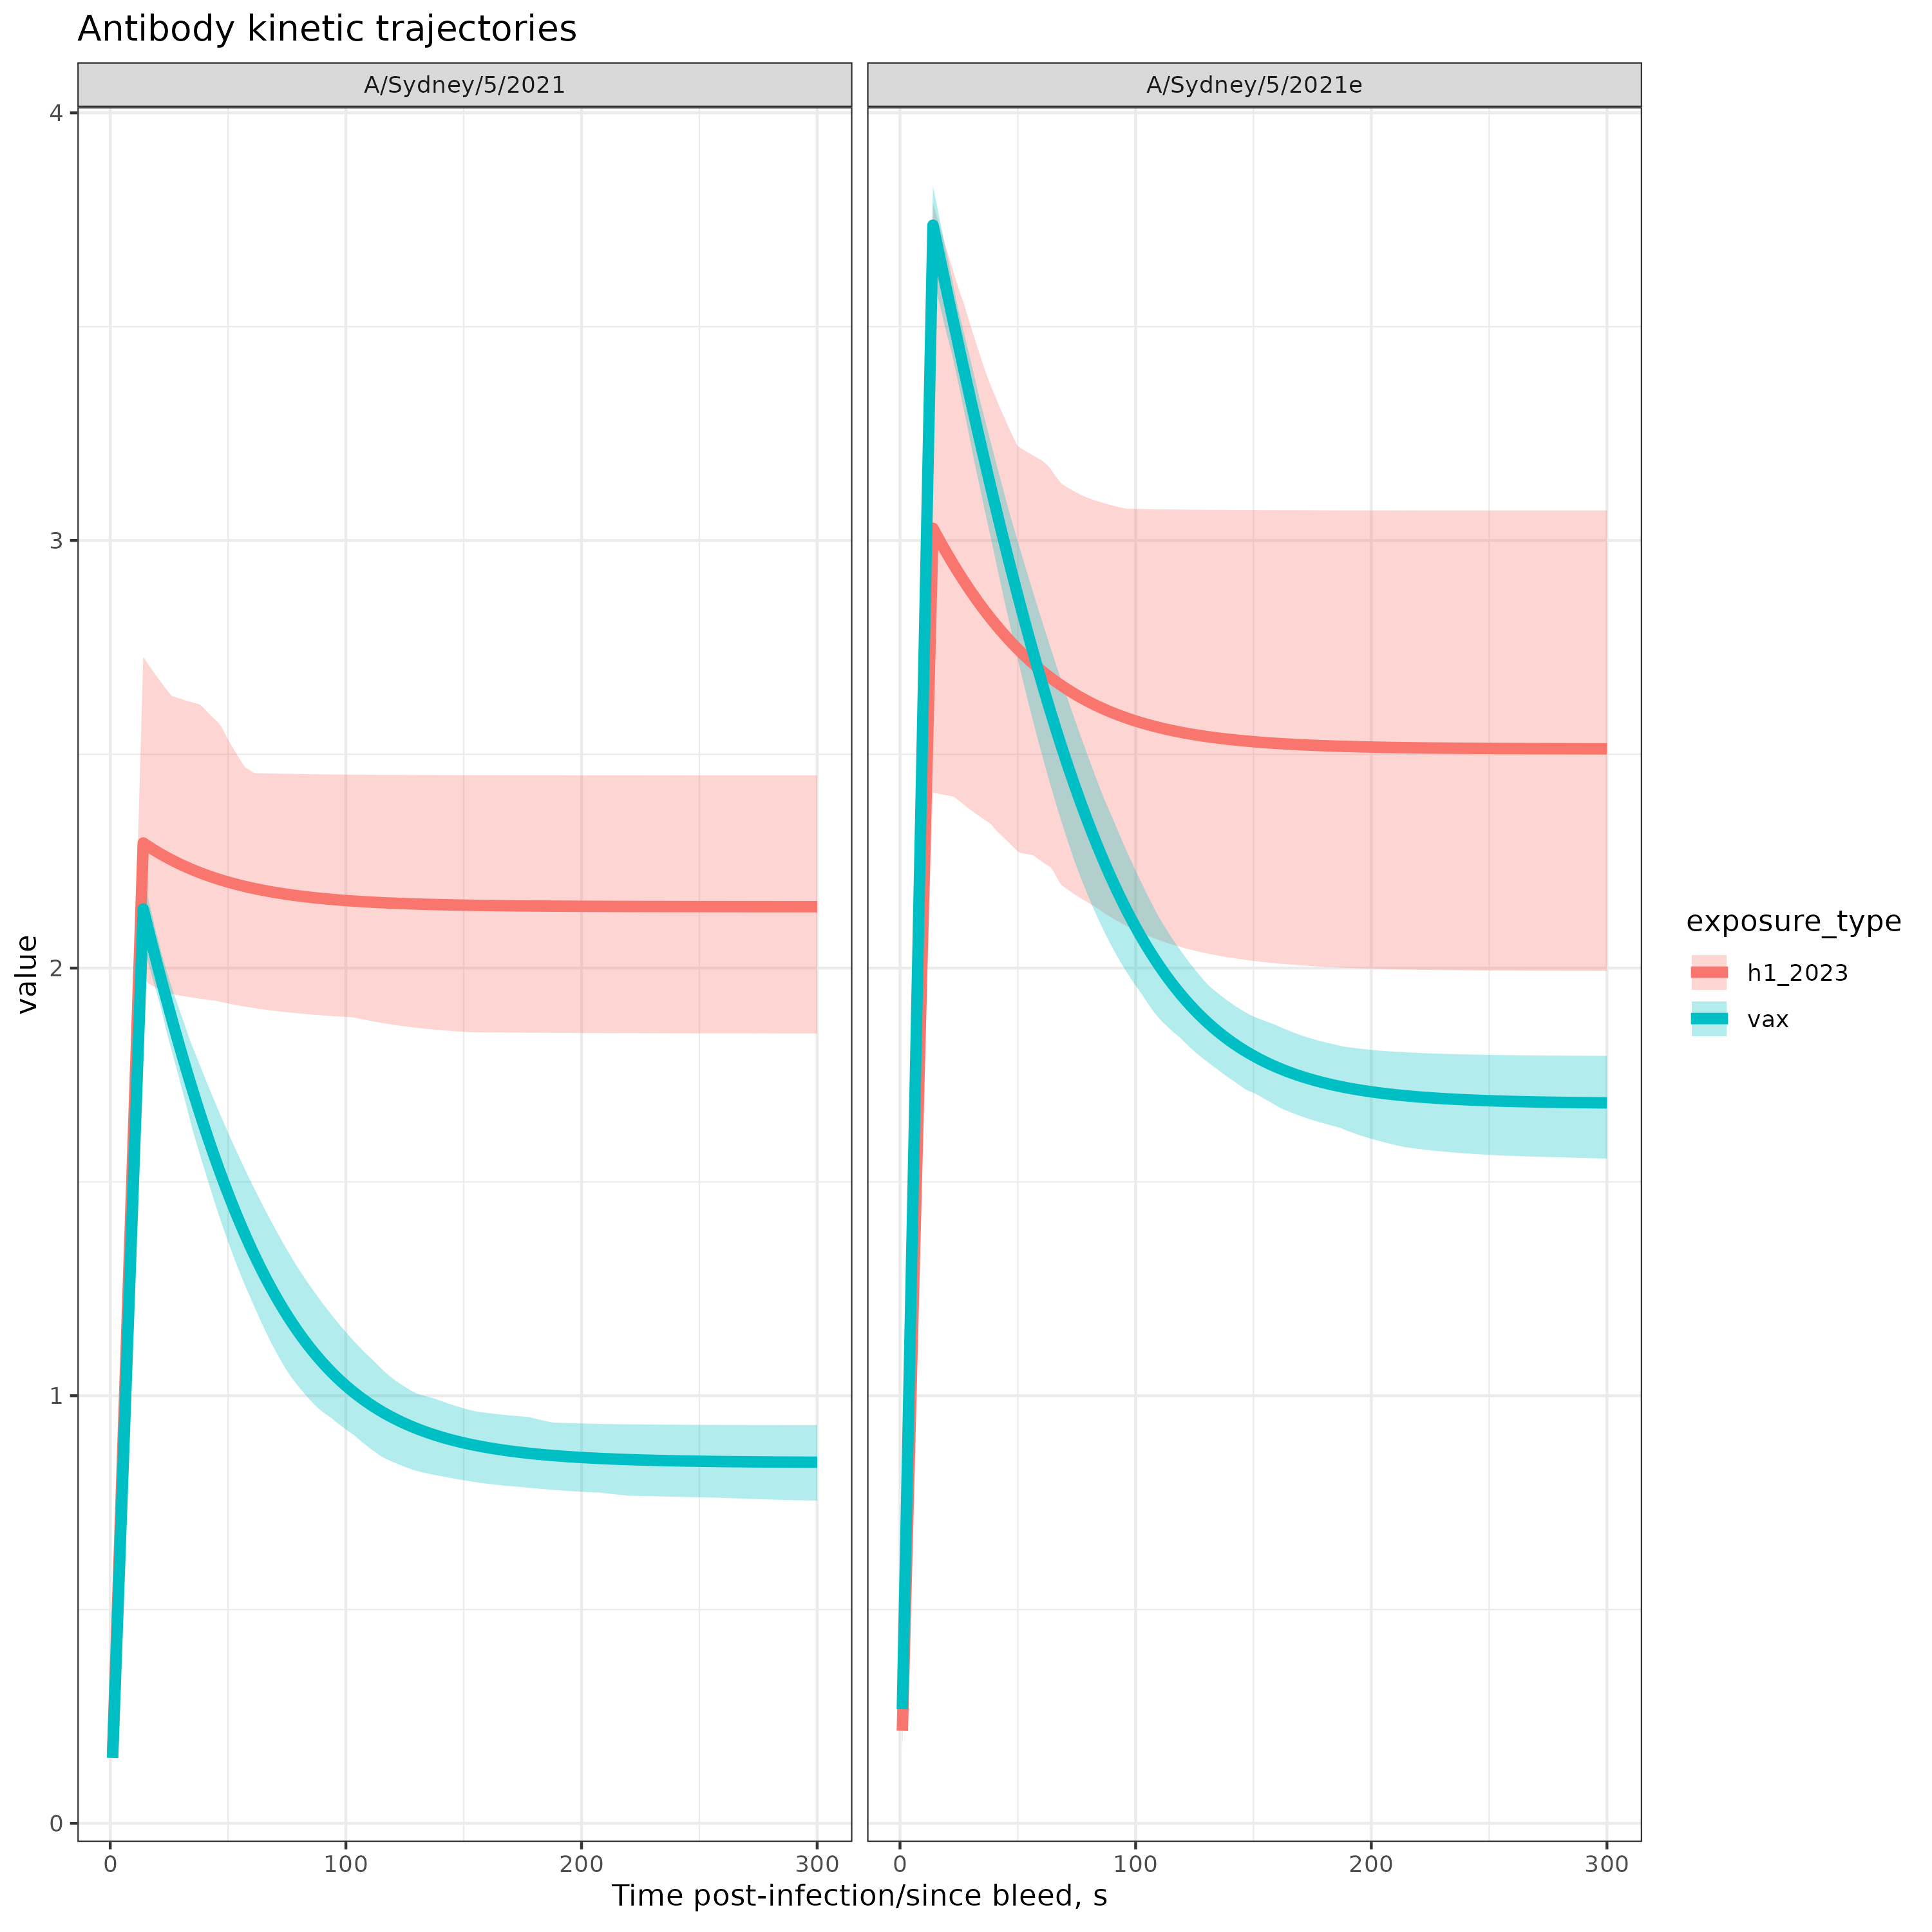 Antibody kinetic trajectories
A/Sydney/5/2021
A/Sydney/5/2021e
4
3
2
1
0
value
0
100
200
300
0
100
200
300
Time post-infection/since bleed, s
exposure_type
h1_2023
vax